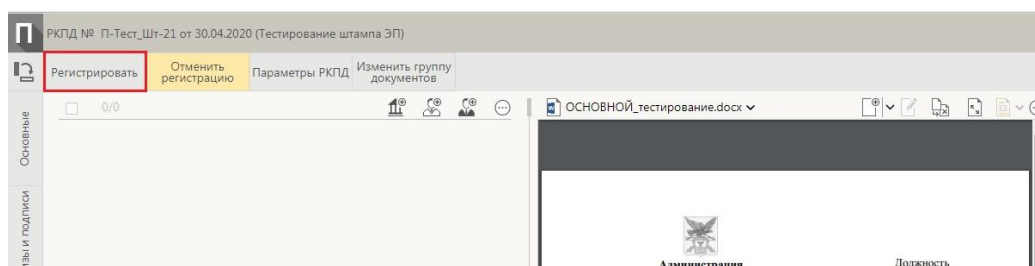 П
РКПД № П-Тест_Шт-21 от 30.04.2020 (Тестирование штампа ЭП)
Регистрировать
Отменить
регистрацию
Параметры РКПД
Изменить группу
документов
0/0
ОСНОВНОЙ_тестирование.docx
Основные
зы и подписи
Администрация
Должность